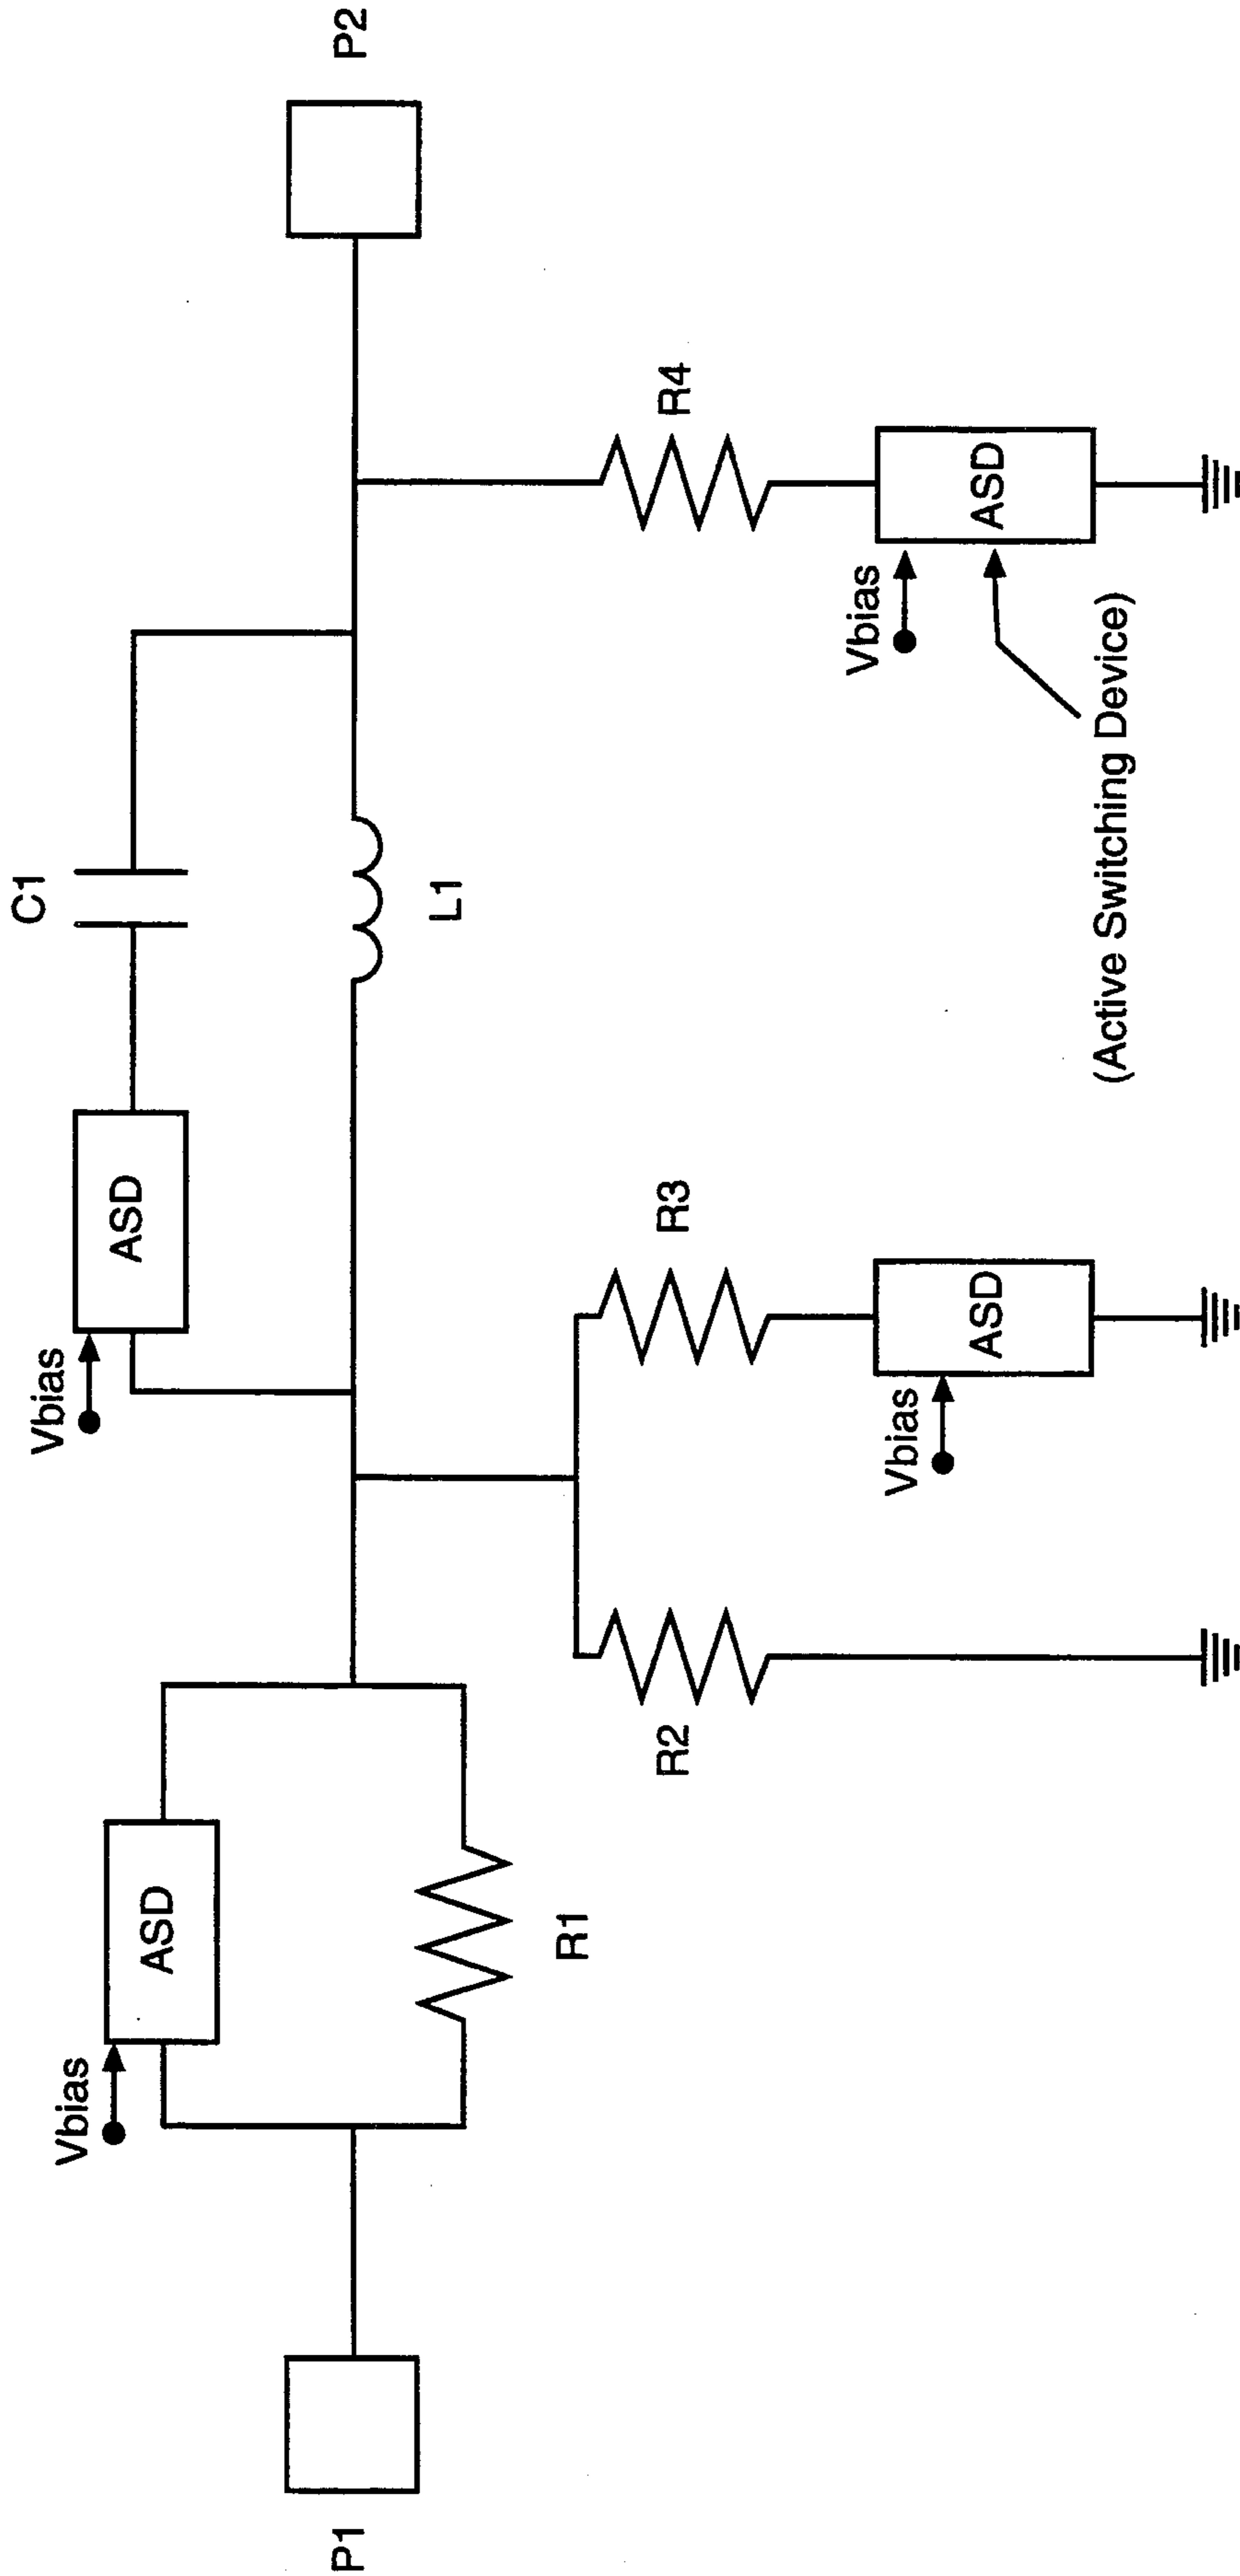 C1
Vbias
ASD
Vbias
ASD
L1
P1
P2
R1
R2
R3
R4
Vbias
ASD
Vbias
ASD
(Active Switching Device)